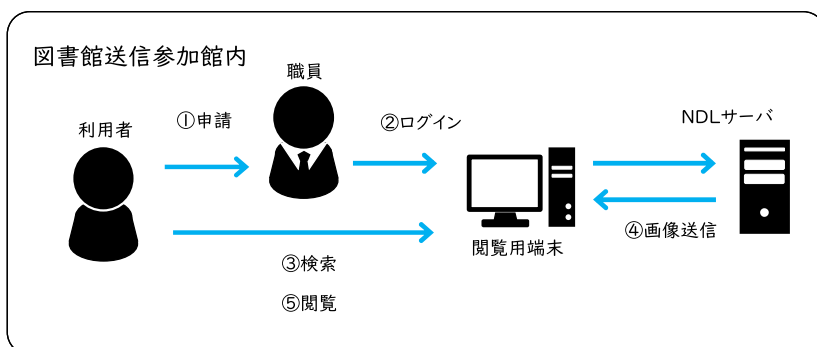 図書館送信参加館内
職員
利用者
①申請
②ログイン
NDLサーバ
④画像送信
閲覧用端末
③検索
⑤閲覧